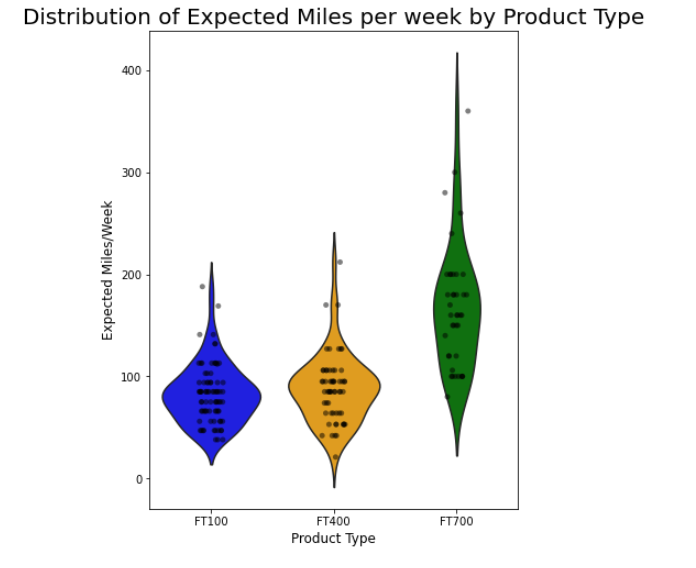 Distribution of Expected Miles per week by Product Type
400
300
200
100
0
Expected Miles/Week
FT100 FT400 FT700
Product Type